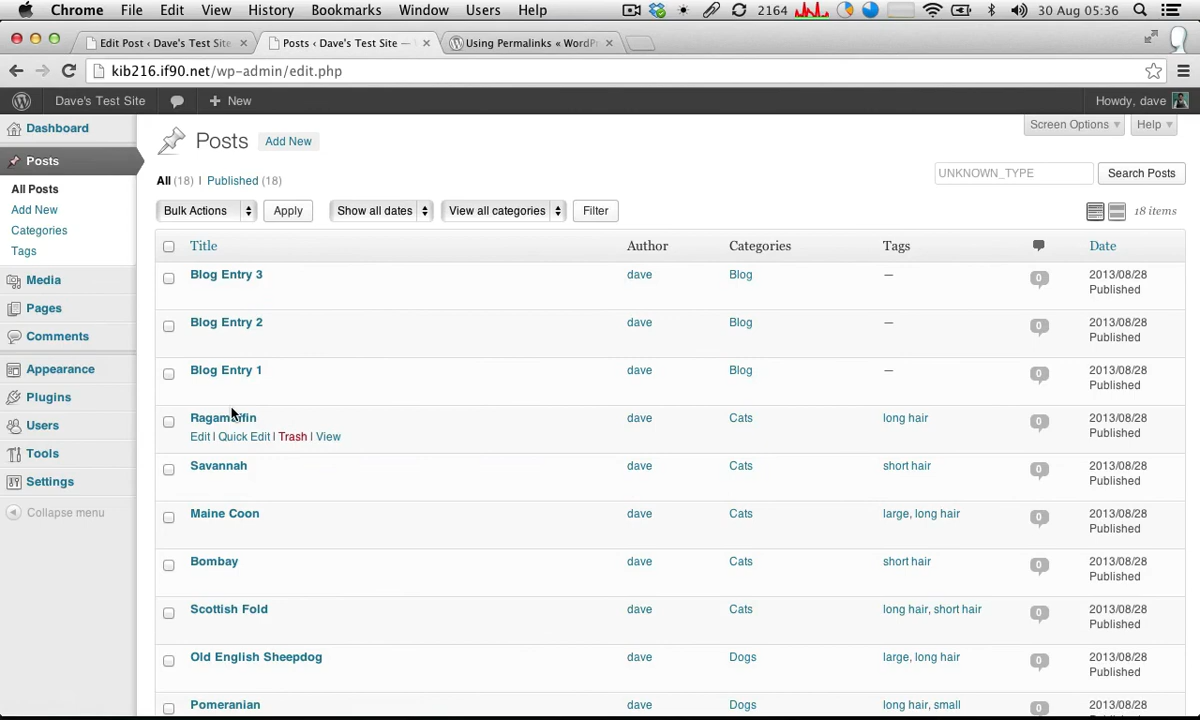 Chrome File Edit View History Bookmarks Window Users Help 2164 30 Aug 05:36
Edit Post ‹ Dave's Test Site Posts ‹ Dave's Test Site — Using Permalinks « WordPr
kib216.if90.net/wp-admin/edit.php
Dave's Test Site + New Howdy, dave
Dashboard
Posts
All Posts
Add New
Categories
Tags
Media
Pages
Comments
Appearance
Plugins
Users
Tools
Settings
Collapse menu
Screen Options Help
Posts Add New
All (18) | Published (18) UNKNOWN_TYPE Search Posts
Bulk Actions Apply Show all dates View all categories Filter 18 items
Title Author Categories Tags Date
Blog Entry 3 dave Blog — 0 2013/08/28
Published
Blog Entry 2 dave Blog — 0 2013/08/28
Published
Blog Entry 1 dave Blog — 0 2013/08/28
Published
dave Cats long hair 0 2013/08/28
Edit | Quick Edit | Trash | View Published
Savannah dave Cats short hair 0 2013/08/28
Published
Maine Coon dave Cats large, long hair 0 2013/08/28
Published
Bombay dave Cats short hair 0 2013/08/28
Published
Scottish Fold dave Cats long hair, short hair 0 2013/08/28
Published
Old English Sheepdog dave Dogs large, long hair 0 2013/08/28
Published
Pomeranian dave Dogs long hair, small 0 2013/08/28